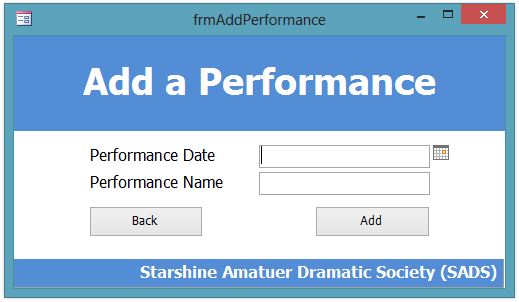 frmAddPerformance
Add a Performance
Performance Date
Performance Name
Back Add
Starshine Amatuer Dramatic Society (SADS)